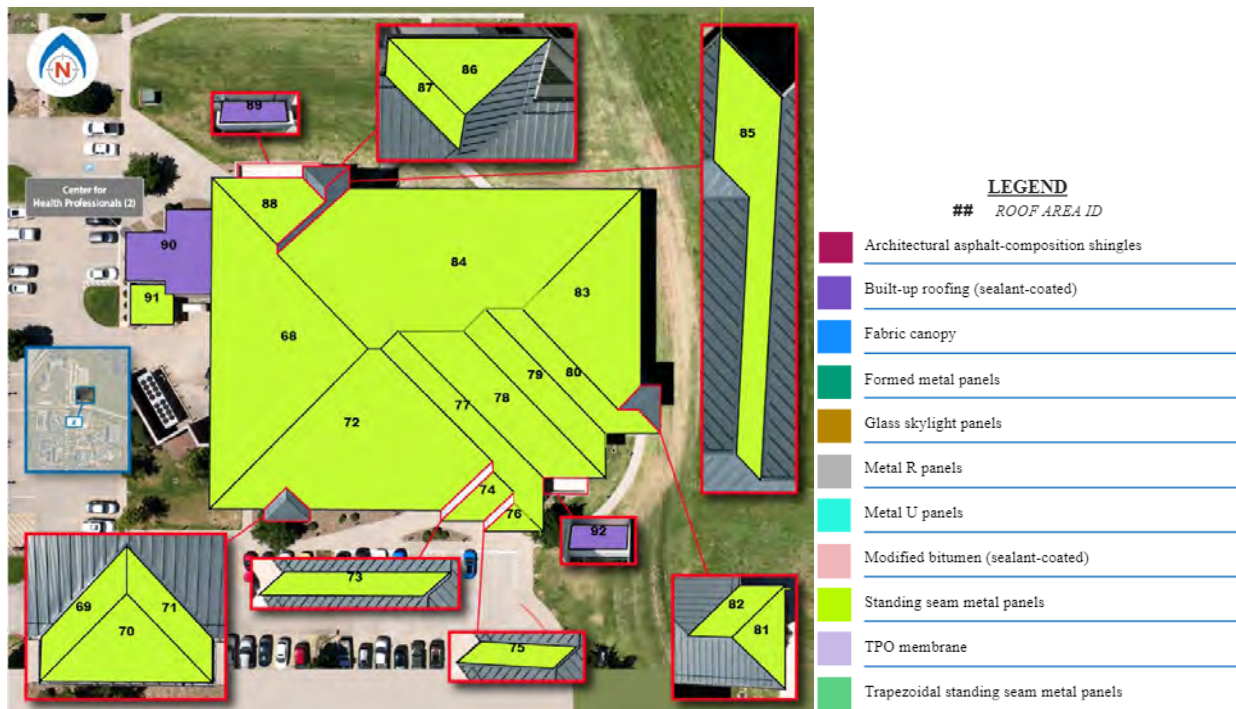 N
Center for
Health Professionals (2)
89
86
87
85
88
90
91
84
83
68
79
80
72
77
78
74
76
92
73
75
69
71
70
82
81
LEGEND
## ROOF AREA ID
Architectural asphalt-composition shingles
Built-up roofing (sealant-coated)
Fabric canopy
Formed metal panels
Glass skylight panels
Metal R panels
Metal U panels
Modified bitumen (sealant-coated)
Standing seam metal panels
TPO membrane
Trapezoidal standing seam metal panels